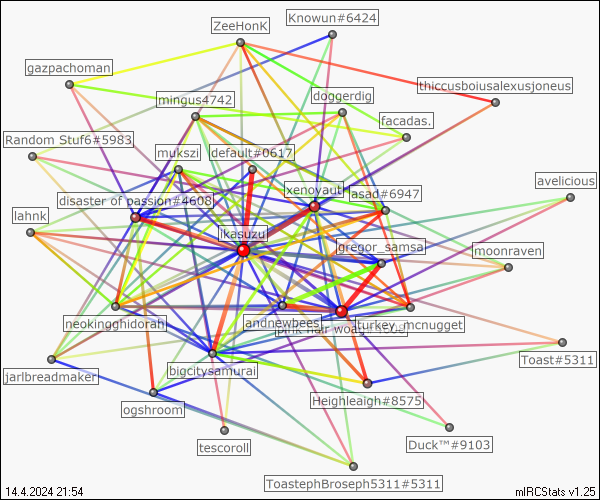 Knowun#6424
ZeeHonK
gazpachoman
thiccusboiusalexusjoneus
mingus4742
doggerdig
facadas.
Random Stuf6#5983
mukszi
default#0617
avelicious
xenoyaut
asad#6947
disaster of passion#4608
lahnk
ikasuzu
gregor_samsa
moonraven
neokingghidorah
andnewbees
turkey_mcnugget
pink hair
Toast#5311
jarlbreadmaker
bigcitysamurai
ogshroom
Heighleigh#8575
tescoroll
Duck™#9103
ToastephBroseph5311#5311
14.4.2024 21:54
mIRCStats v1.25